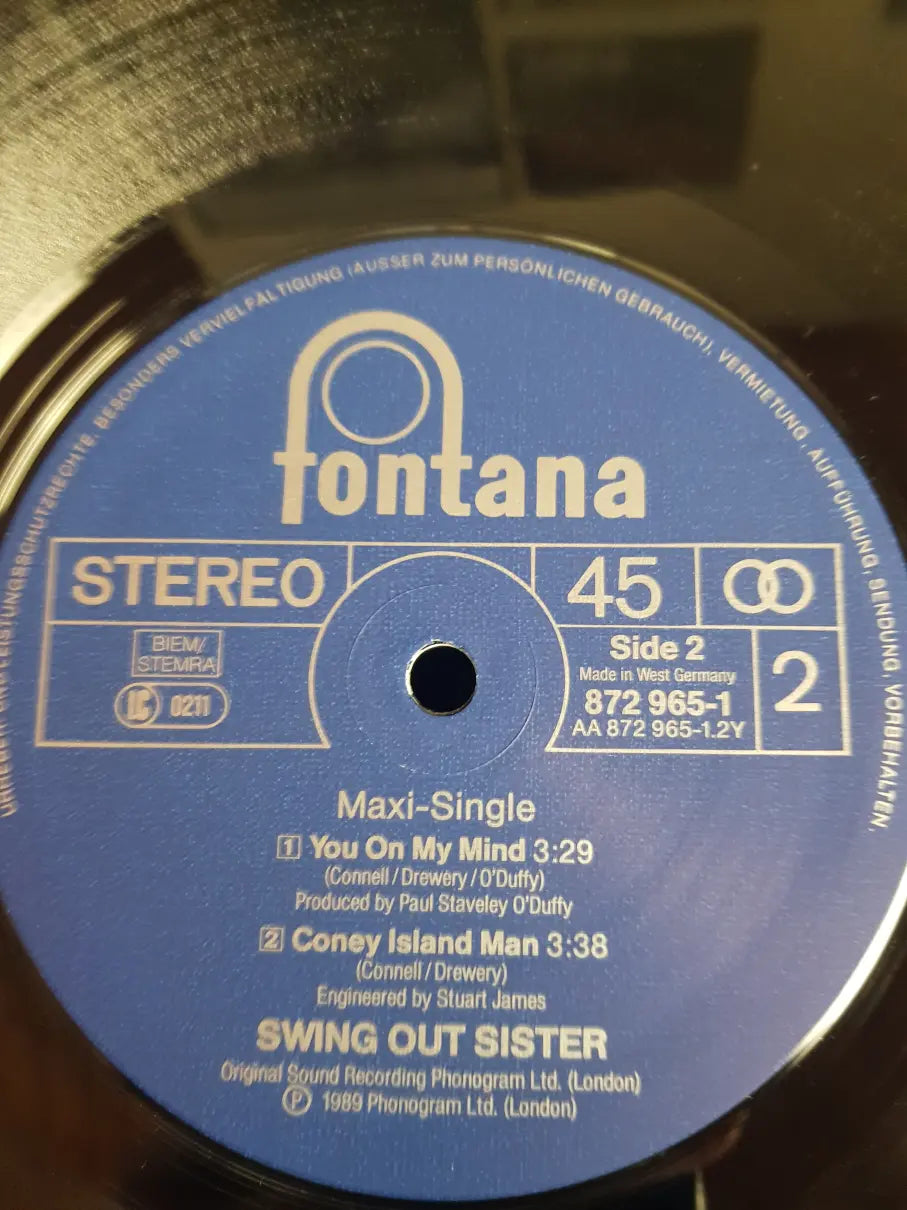 URHEBER- UND LEISTUNGSSCHUTZRECHTE, BESONDERS VERVIELFÄLTIGUNG (AUSSER ZUM PERSÖNLICHEN GEBRAUCH), VERMIETUNG, AUFFÜHRUNG, SENDUNG, VORBEHALTEN.
fontana
STEREO
45
BIEM/
STEMRA
LC 0211
Side 2
Made in West Germany
872 965-1
AA 872 965-1.2Y
2
Maxi-Single
1 You On My Mind 3:29
(Connell/Drewery/O'Duffy)
Produced by Paul Staveley O'Duffy
2 Coney Island Man 3:38
(Connell/Drewery)
Engineered by Stuart James
SWING OUT SISTER
Original Sound Recording Phonogram Ltd. (London)
Ⓟ 1989 Phonogram Ltd. (London)